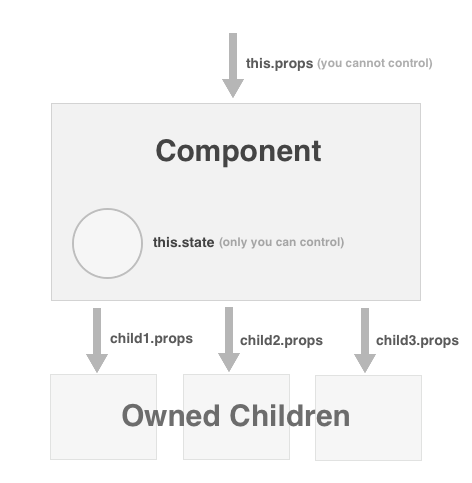 this.props (you cannot control)
Component
this.state (only you can control)
child1.props
child2.props
child3.props
Owned Children